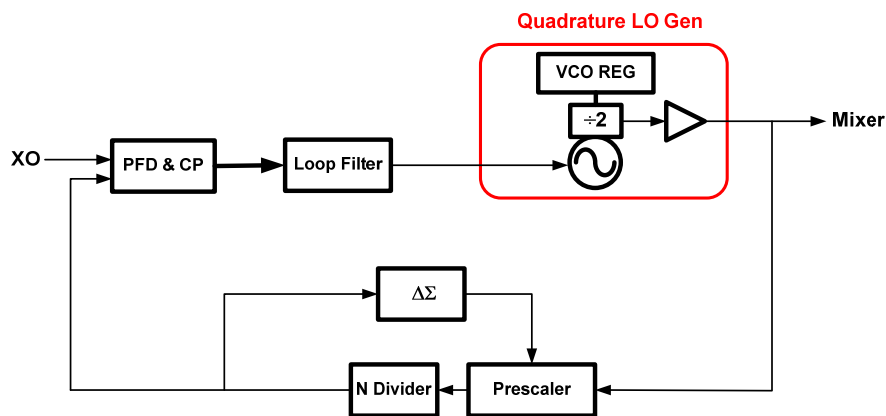 Quadrature LO Gen
VCO REG
÷2
Mixer
XO
PFD & CP
Loop Filter
ΔΣ
N Divider
Prescaler